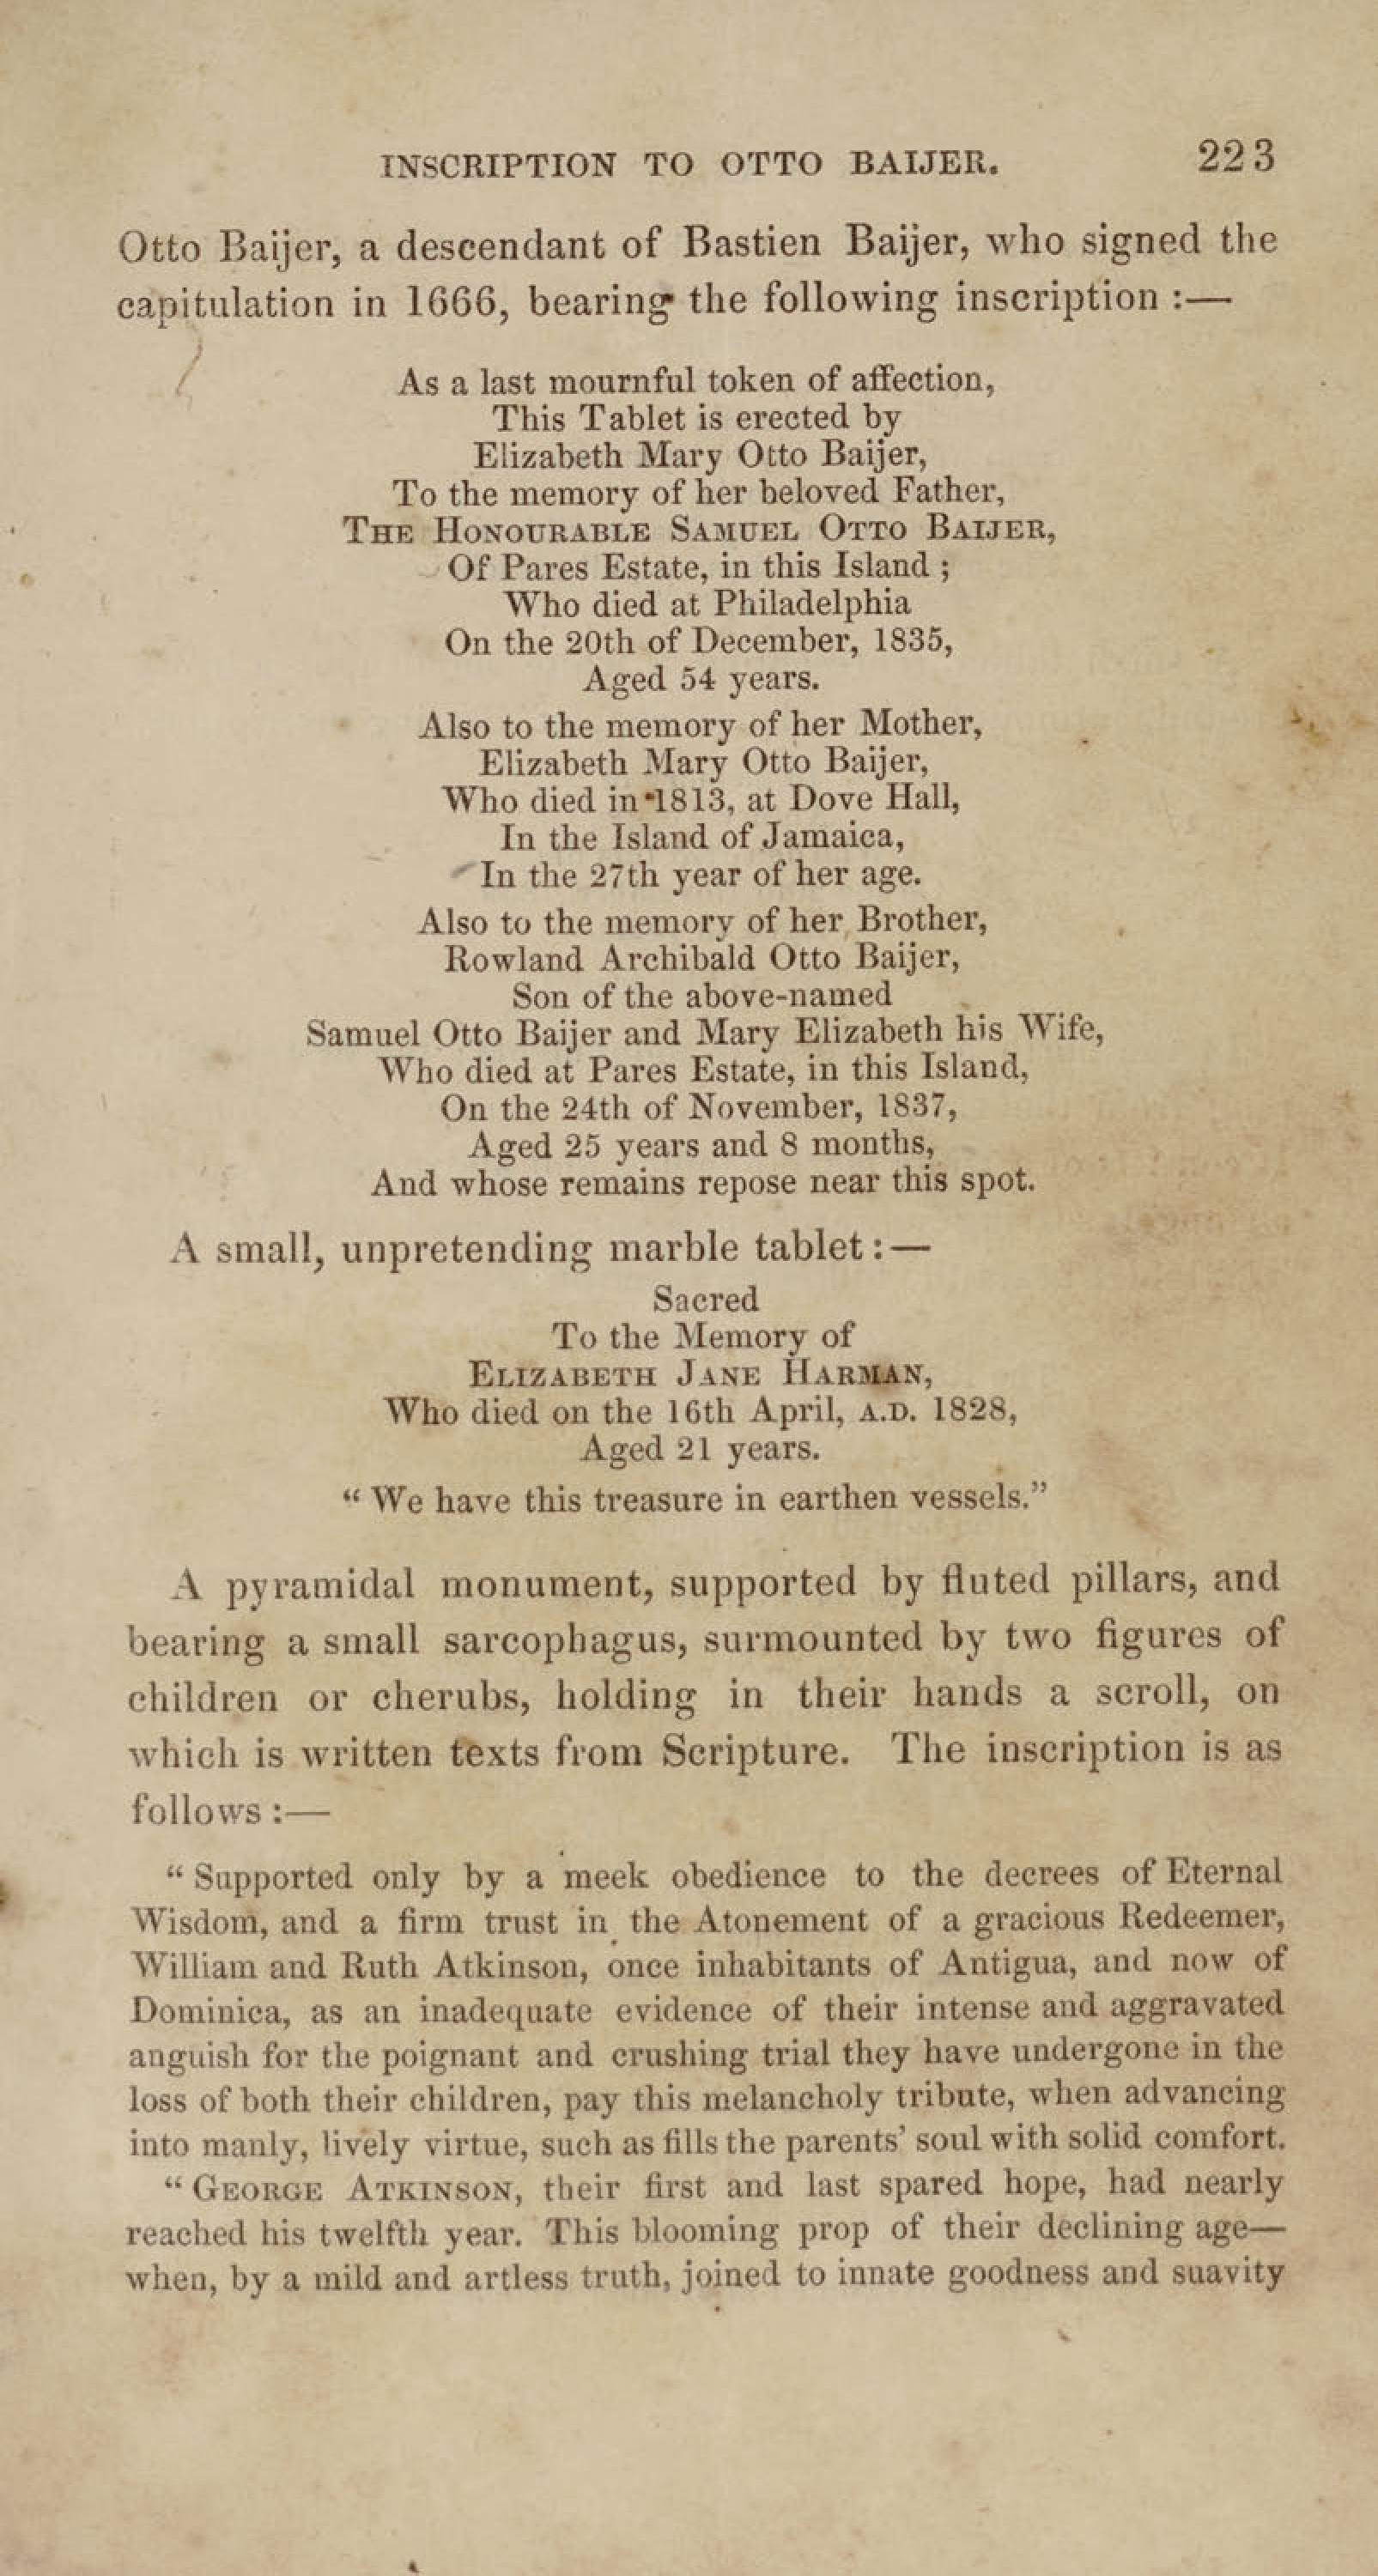 INSCRIPTION TO OTTO BAIJER. 223
Otto Baijer, a descendant of Bastien Baijer, who signed the
capitulation in 1666, bearing the following inscription :—
As a last mournful token of affection,
This Tablet is erected by
Elizabeth Mary Otto Baijer,
To the memory of her beloved Father,
THE HONOURABLE SAMUEL OTTO BAIJER,
Of Pares Estate, in this Island ;
Who died at Philadelphia
On the 20th of December, 1835,
Aged 54 years.
Also to the memory of her Mother,
Elizabeth Mary Otto Baijer,
Who died in 1813, at Dove Hall,
In the Island of Jamaica,
In the 27th year of her age.
Also to the memory of her Brother,
Rowland Archibald Otto Baijer,
Son of the above-named
Samuel Otto Baijer and Mary Elizabeth his Wife,
Who died at Pares Estate, in this Island,
On the 24th of November, 1837,
Aged 25 years and 8 months,
And whose remains repose near this spot.
A small, unpretending marble tablet :—
Sacred
To the Memory of
ELIZABETH JANE HARMAN,
Who died on the 16th April, A.D. 1828,
Aged 21 years.
“ We have this treasure in earthen vessels.”
A pyramidal monument, supported by fluted pillars, and
bearing a small sarcophagus, surmounted by two figures of
children or cherubs, holding in their hands a scroll, on
which is written texts from Scripture. The inscription is as
follows :—
“ Supported only by a meek obedience to the decrees of Eternal
Wisdom, and a firm trust in the Atonement of a gracious Redeemer,
William and Ruth Atkinson, once inhabitants of Antigua, and now of
Dominica, as an inadequate evidence of their intense and aggravated
anguish for the poignant and crushing trial they have undergone in the
loss of both their children, pay this melancholy tribute, when advancing
into manly, lively virtue, such as fills the parents’ soul with solid comfort.
“ GEORGE ATKINSON, their first and last spared hope, had nearly
reached his twelfth year. This blooming prop of their declining age—
when, by a mild and artless truth, joined to innate goodness and suavity